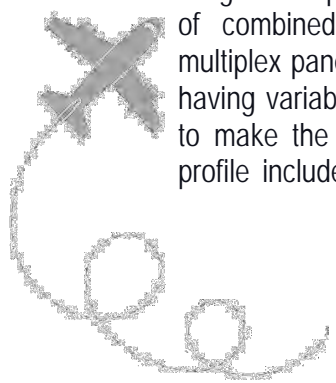 of combined
multiplex pane
having variab
to make the
profile include